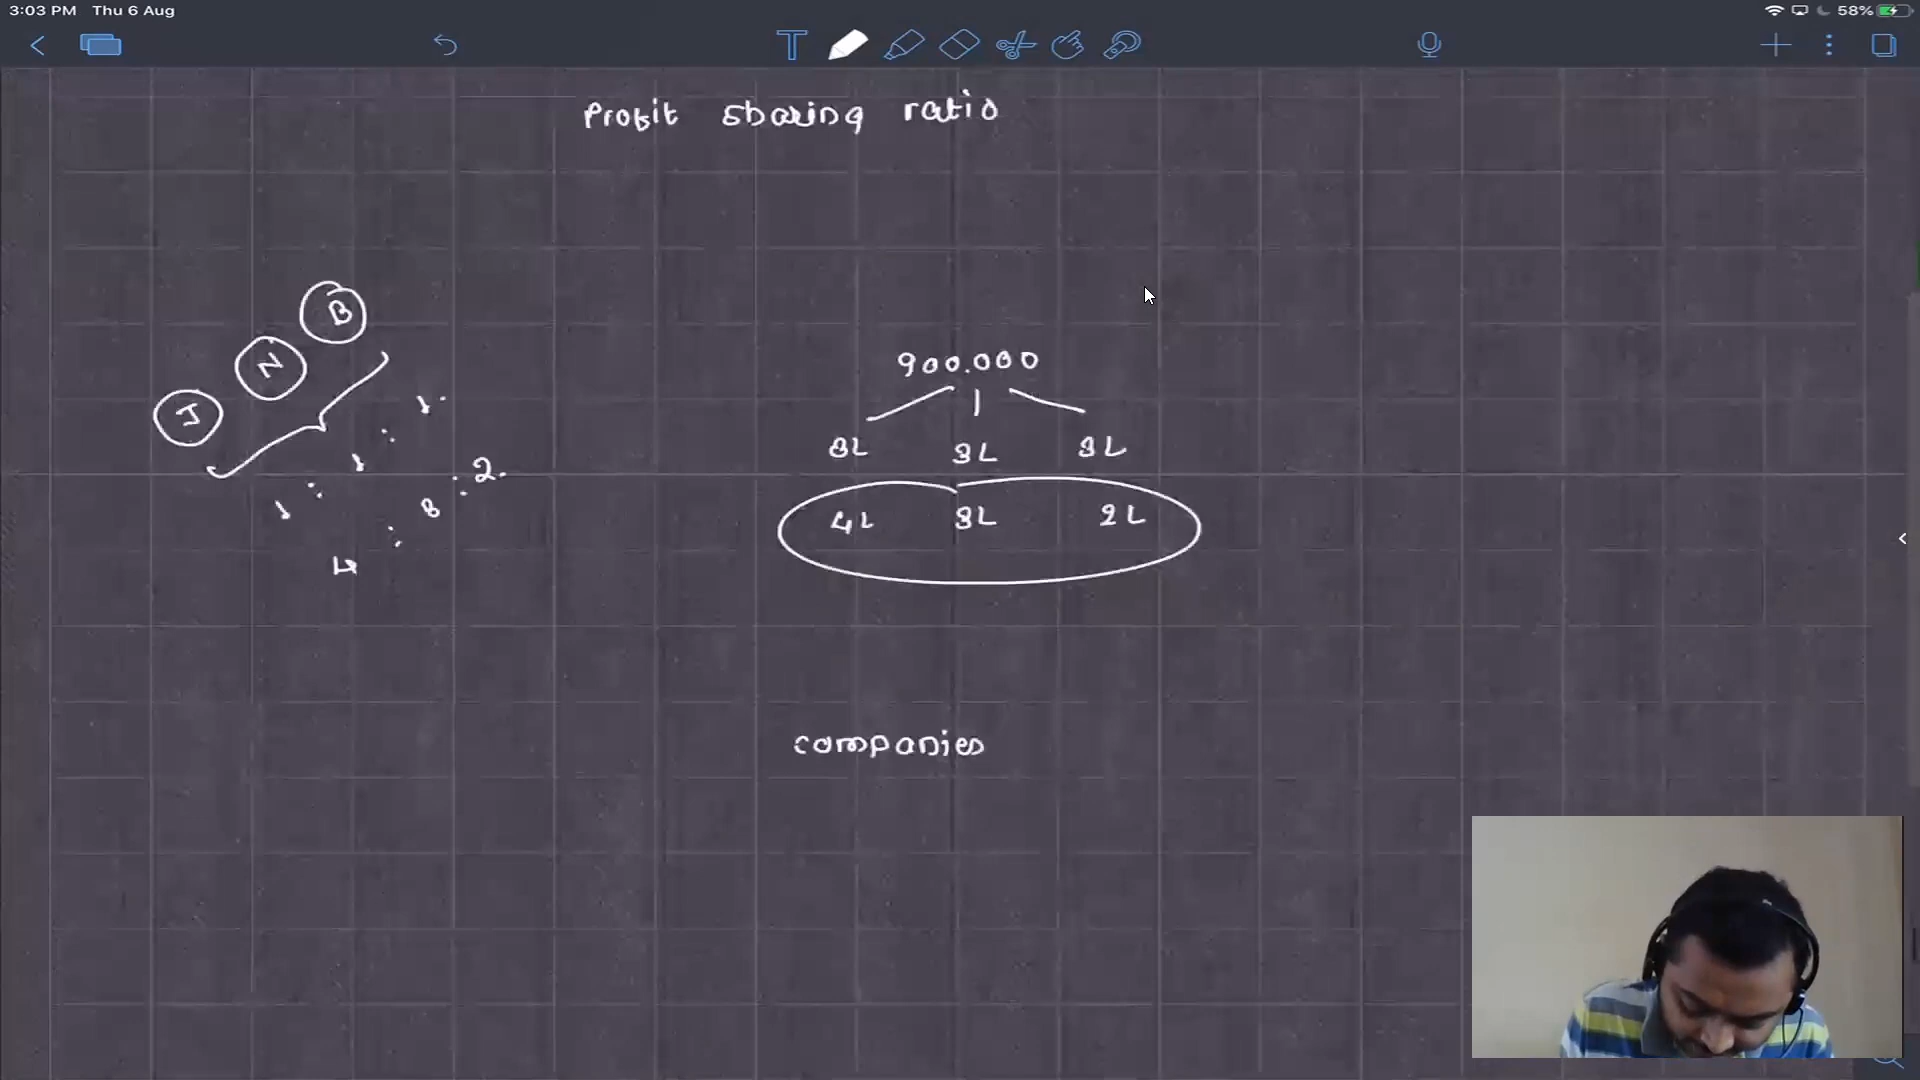 3:03 PM Thu 6 Aug 58%
Profit sharing ratio
B
N
J
1 : 1 : 1.
4 : 3 : 2.
900.000
3L 3L 3L
4L 3L 2L
companies